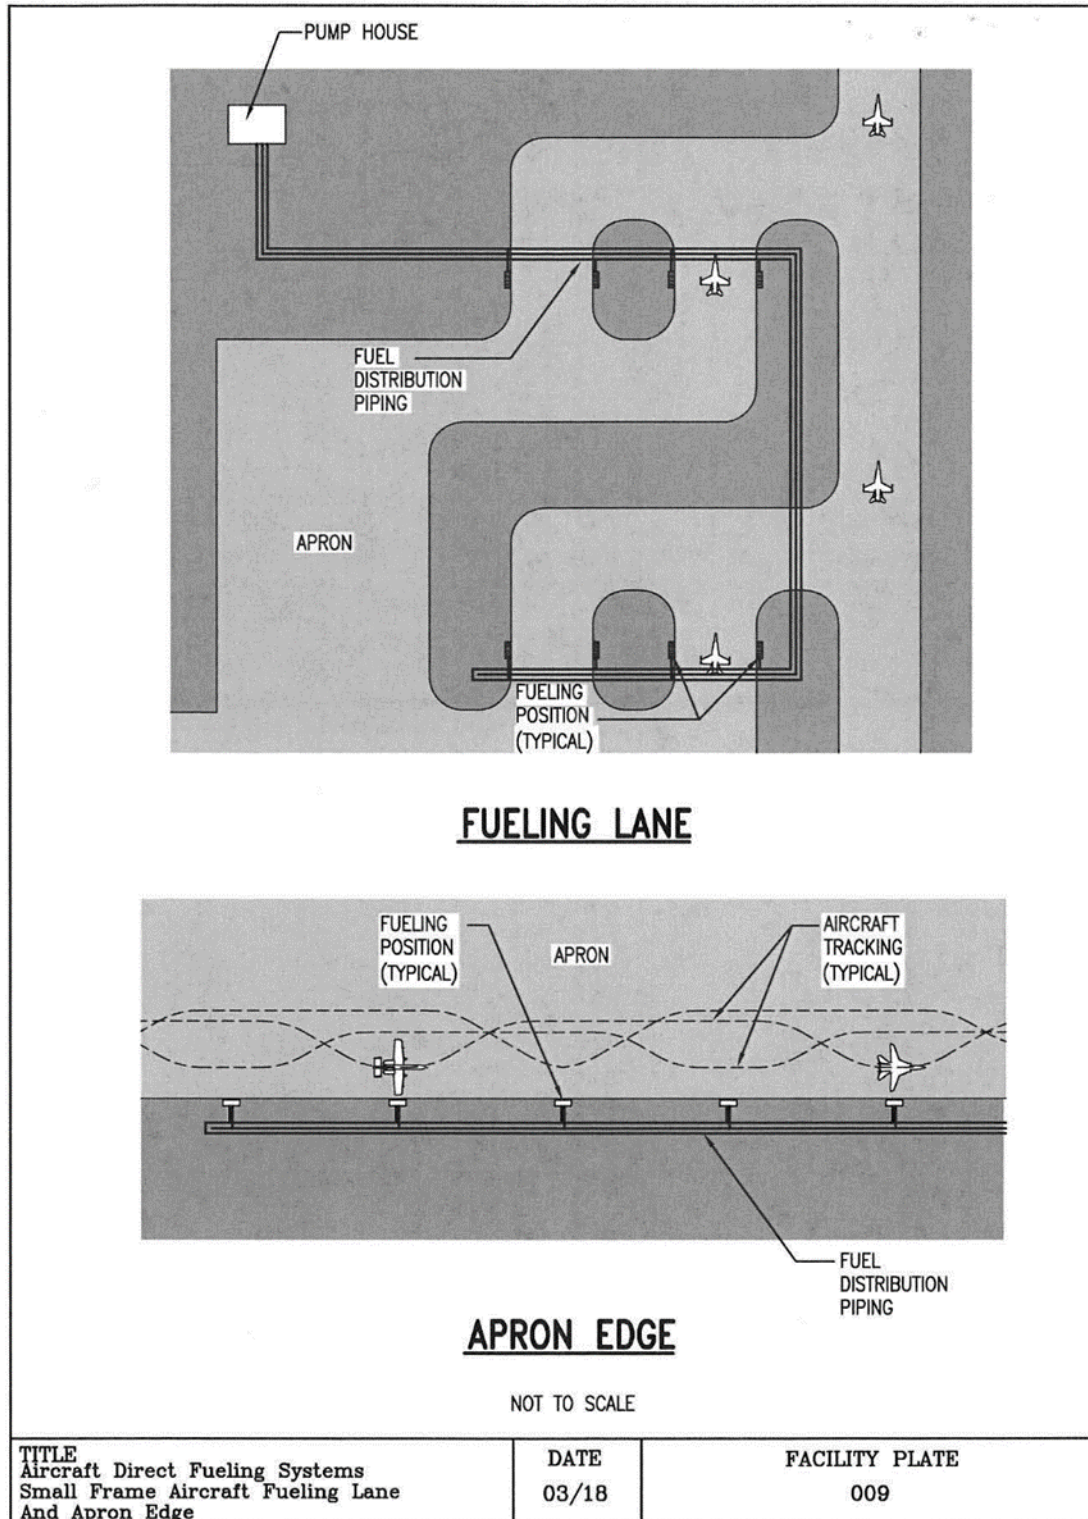 PUMP HOUSE
FUEL
DISTRIBUTION
PIPING
APRON
FUELING
POSITION
(TYPICAL)
FUELING LANE
FUELING
POSITION
(TYPICAL)
APRON
AIRCRAFT
TRACKING
(TYPICAL)
FUEL
DISTRIBUTION
PIPING
APRON EDGE
NOT TO SCALE
TITLE
Aircraft Direct Fueling Systems
Small Frame Aircraft Fueling Lane
And Apron Edge
DATE
03/18
FACILITY PLATE
009